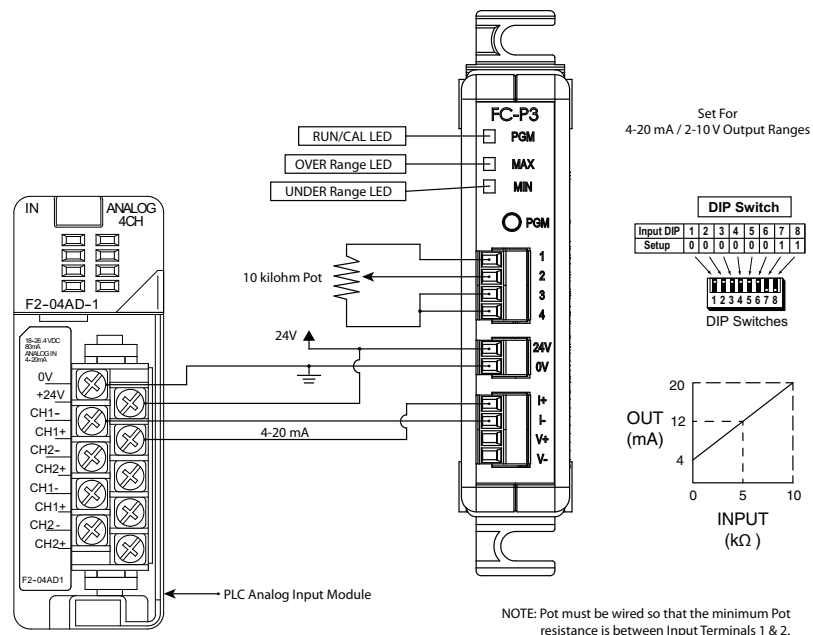 FC-P3
PGM
MAX
MIN
PGM
RUN/CAL LED
OVER Range LED
UNDER Range LED
1
2
3
4
24V
0V
I+
I-
V+
V-
10 kilohm Pot
24V
4-20 mA
IN
ANALOG
4CH
F2-04AD-1
18-26.4 VDC
80mA
ANALOG IN
4-20mA
0V
+24V
CH1-
CH1+
CH2-
CH2+
CH1-
CH1+
CH2-
CH2+
F2-04AD1
PLC Analog Input Module
Set For
4-20 mA / 2-10 V Output Ranges
DIP Switch
Input DIP 1 2 3 4 5 6 7 8
Setup 0 0 0 0 0 0 1 1
1 2 3 4 5 6 7 8
DIP Switches
OUT
(mA)
20
12
4
0 5 10
INPUT
(kΩ )
NOTE: Pot must be wired so that the minimum Pot
resistance is between Input Terminals 1 & 2.